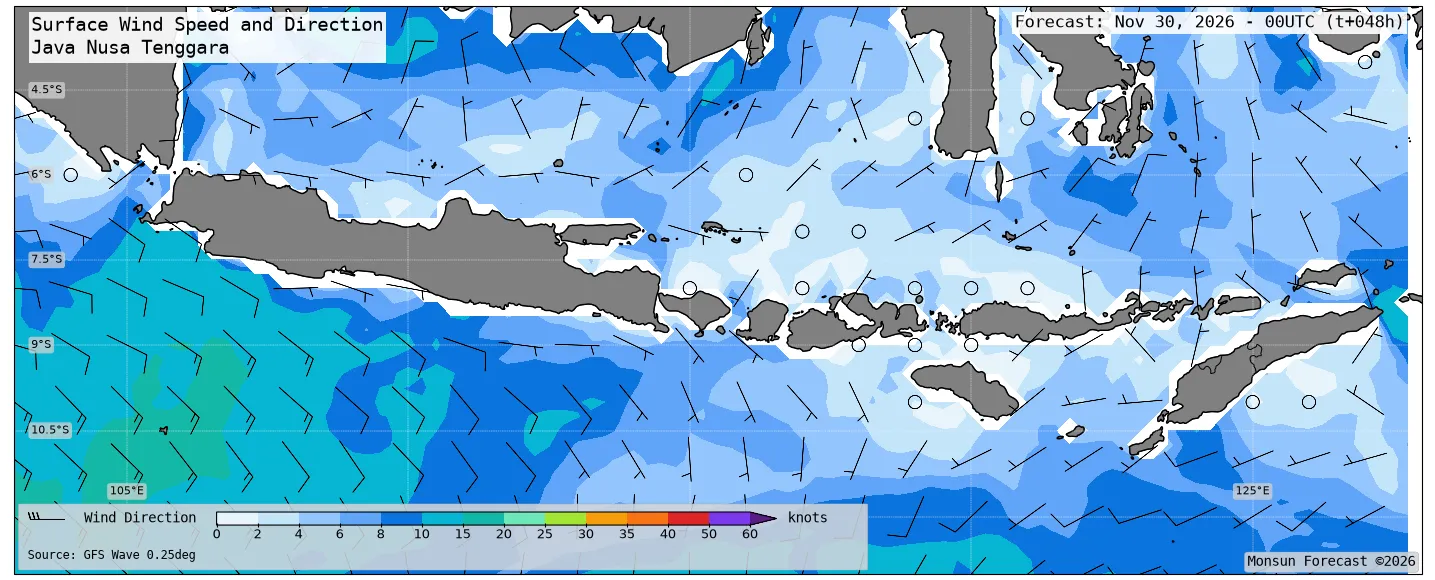 Surface Wind Speed and Direction
Java Nusa Tenggara
Forecast: Nov 30, 2026 - 00UTC (t+048h)
4.5°S
6°S
7.5°S
9°S
10.5°S
105°E
125°E
Wind Direction
0 2 4 6 8 10 15 20 25 30 35 40 50 60
knots
Source: GFS Wave 0.25deg
Monsun Forecast ©2026